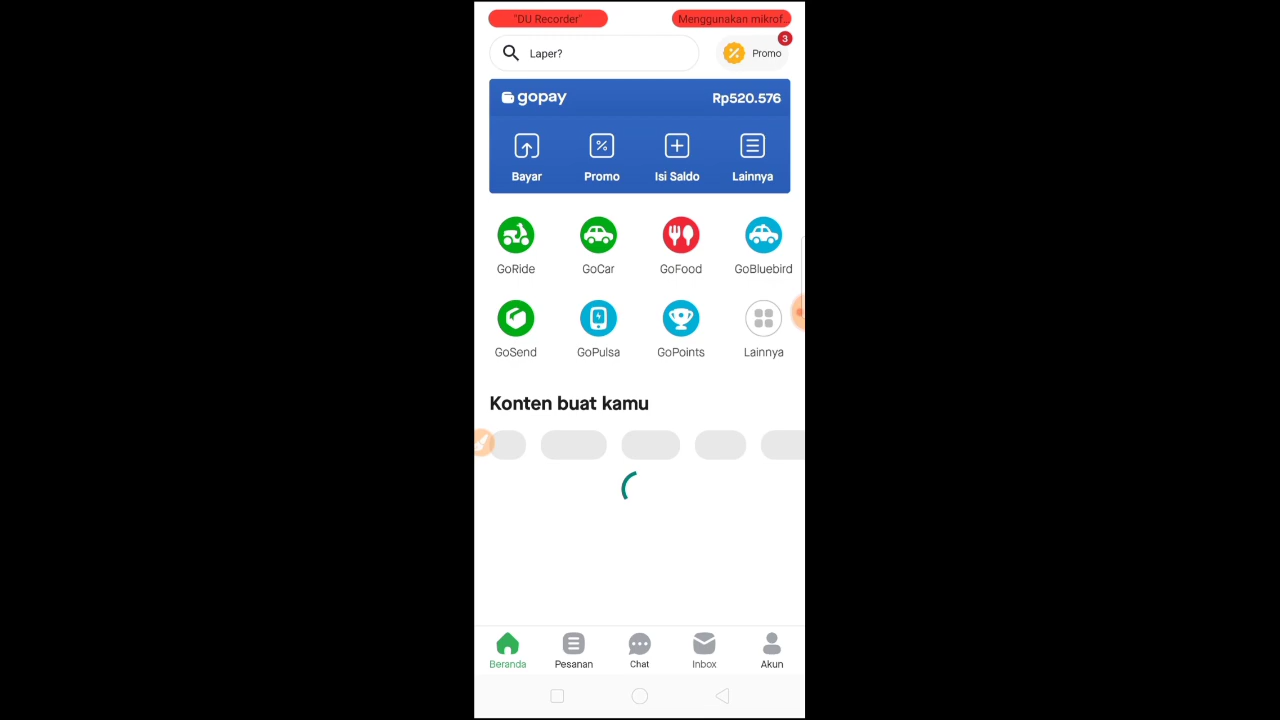 "DU Recorder" Menggunakan mikrof...
Laper? Promo 3
gopay Rp520.576
Bayar Promo Isi Saldo Lainnya
GoRide GoCar GoFood GoBluebird
GoSend GoPulsa GoPoints Lainnya
Konten buat kamu
Beranda Pesanan Chat Inbox Akun